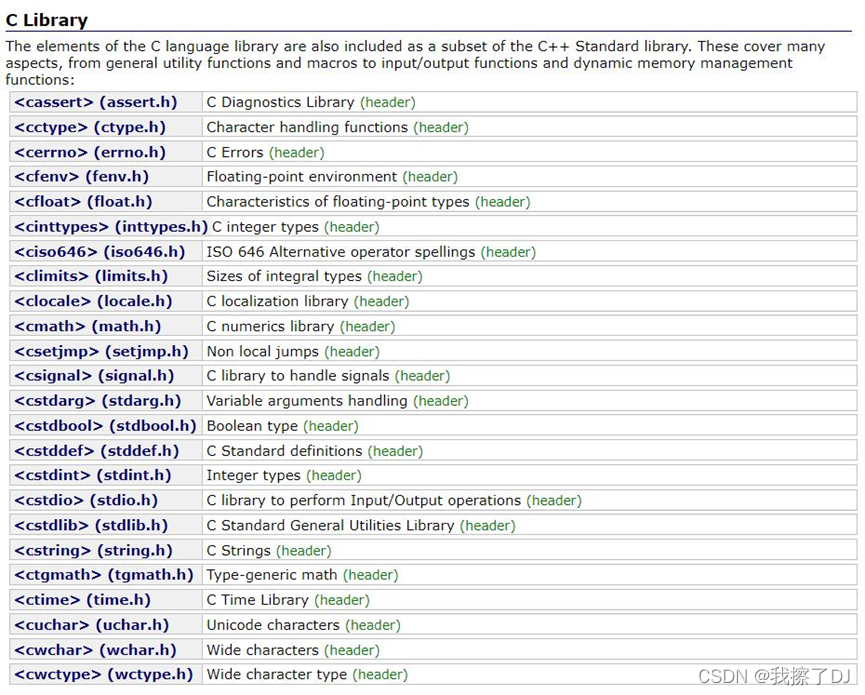 C Library
The elements of the C language library are also included as a subset of the C++ Standard library. These cover many
aspects, from general utility functions and macros to input/output functions and dynamic memory management
functions:
<cassert> (assert.h) C Diagnostics Library (header)
<cctype> (ctype.h) Character handling functions (header)
<cerrno> (errno.h) C Errors (header)
<cfenv> (fenv.h) Floating-point environment (header)
<cfloat> (float.h) Characteristics of floating-point types (header)
<cinttypes> (inttypes.h) C integer types (header)
<ciso646> (iso646.h) ISO 646 Alternative operator spellings (header)
<climits> (limits.h) Sizes of integral types (header)
<clocale> (locale.h) C localization library (header)
<cmath> (math.h) C numerics library (header)
<csetjmp> (setjmp.h) Non local jumps (header)
<csignal> (signal.h) C library to handle signals (header)
<cstdarg> (stdarg.h) Variable arguments handling (header)
<cstdbool> (stdbool.h) Boolean type (header)
<cstddef> (stddef.h) C Standard definitions (header)
<cstdint> (stdint.h) Integer types (header)
<cstdio> (stdio.h) C library to perform Input/Output operations (header)
<cstdlib> (stdlib.h) C Standard General Utilities Library (header)
<cstring> (string.h) C Strings (header)
<ctgmath> (tgmath.h) Type-generic math (header)
<ctime> (time.h) C Time Library (header)
<cuchar> (uchar.h) Unicode characters (header)
<cwchar> (wchar.h) Wide characters (header)
<cwctype> (wctype.h) Wide character type (header)
CSDN @我擦了DJ